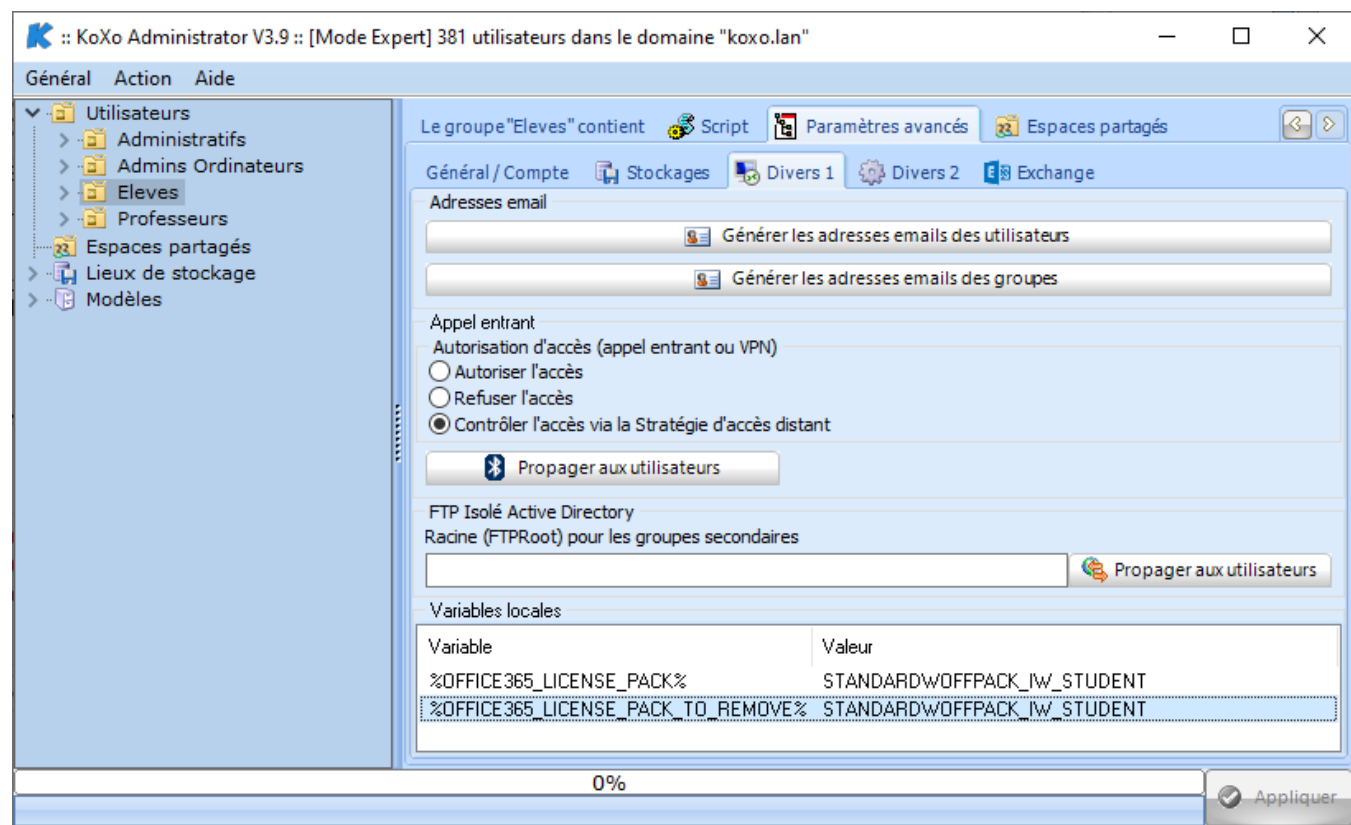 :: KoXo Administrator V3.9 :: [Mode Expert] 381 utilisateurs dans le domaine "koxo.lan"
Général Action Aide
Utilisateurs
Administratifs
Admins Ordinateurs
Eleves
Professeurs
Espaces partagés
Lieux de stockage
Modèles
Le groupe "Eleves" contient Script Paramètres avancés Espaces partagés
Général / Compte Stockages Divers 1 Divers 2 Exchange
Adresses email
Générer les adresses emails des utilisateurs
Générer les adresses emails des groupes
Appel entrant
Autorisation d'accès (appel entrant ou VPN)
Autoriser l'accès
Refuser l'accès
Contrôler l'accès via la Stratégie d'accès distant
Propager aux utilisateurs
FTP Isolé Active Directory
Racine (FTPRoot) pour les groupes secondaires
Propager aux utilisateurs
Variables locales
Variable Valeur
%OFFICE365_LICENSE_PACK% STANDARDWOFFPACK_IW_STUDENT
%OFFICE365_LICENSE_PACK_TO_REMOVE% STANDARDWOFFPACK_IW_STUDENT
0%
Appliquer